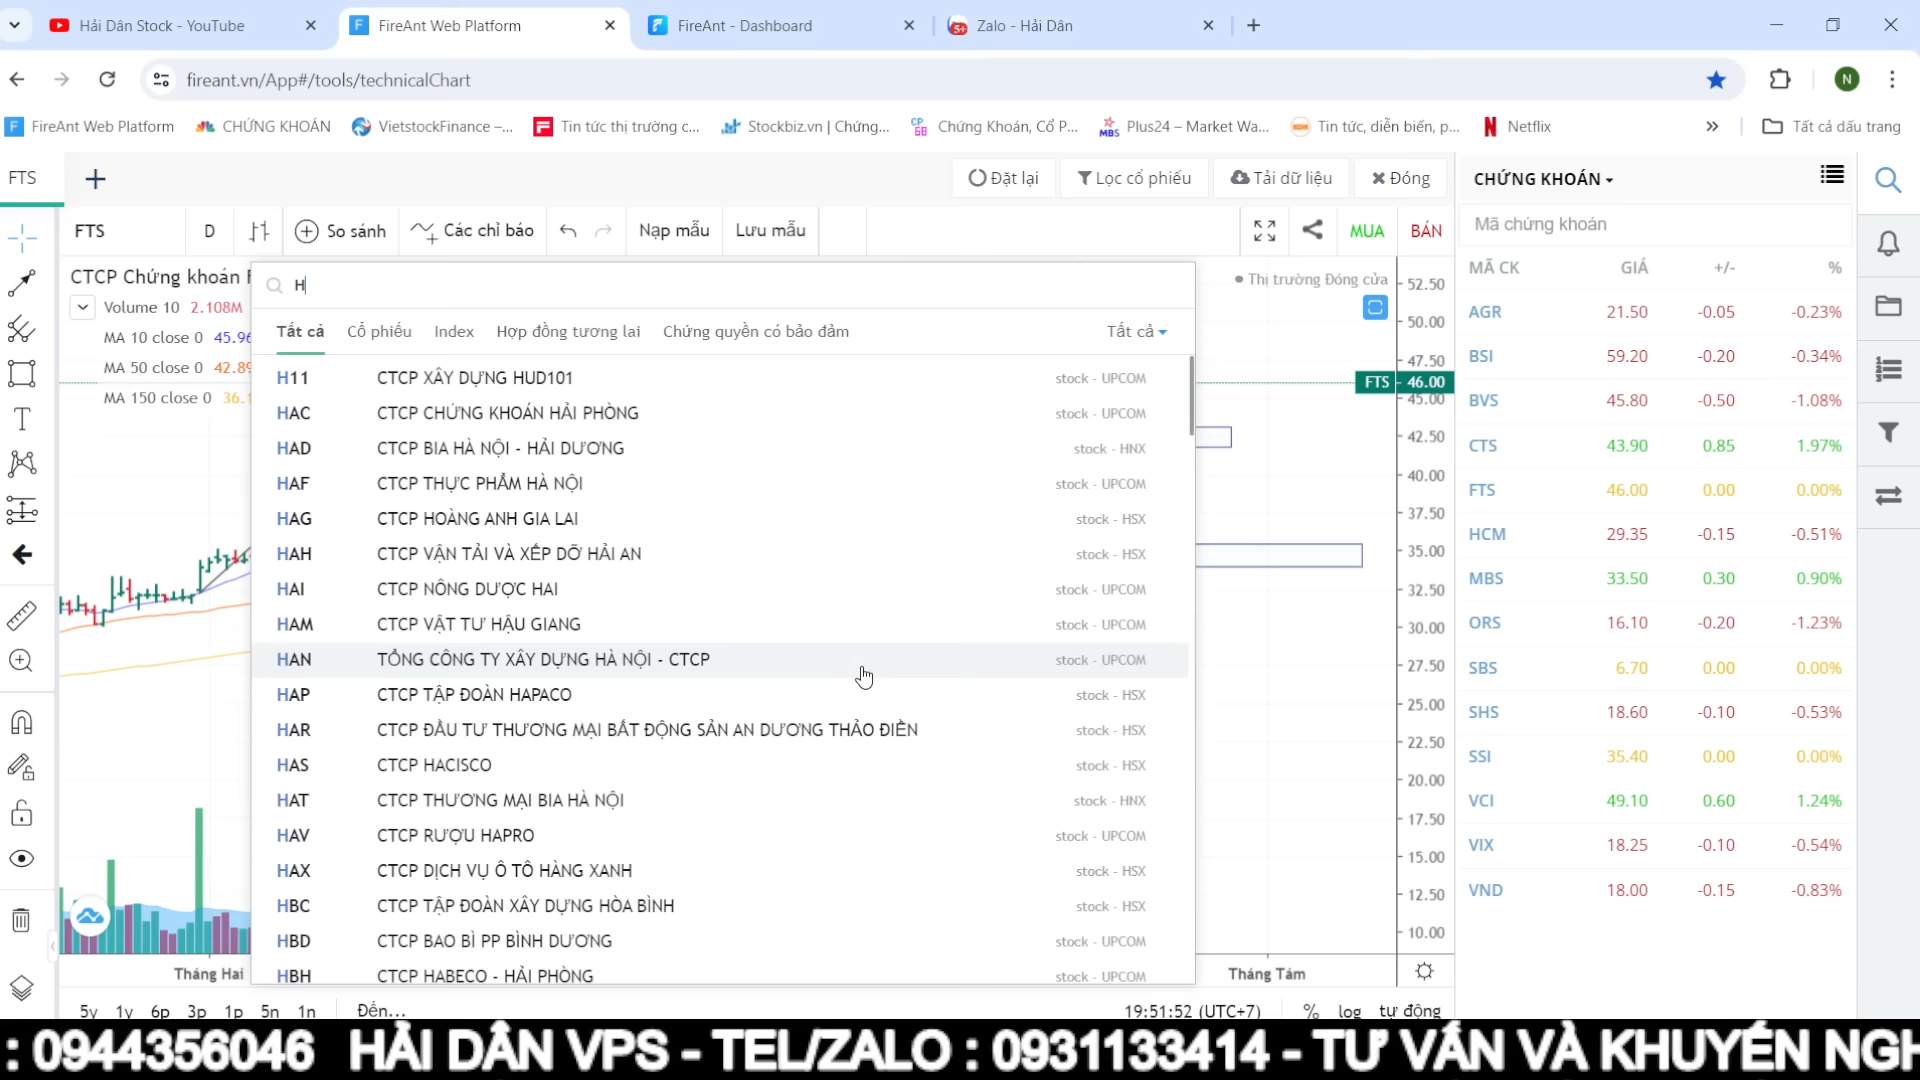 Hải Dân Stock - YouTube
FireAnt Web Platform
FireAnt - Dashboard
Zalo - Hải Dân
fireant.vn/App#/tools/technicalChart
N
FireAnt Web Platform
CHỨNG KHOÁN
VietstockFinance –...
Tin tức thị trường c...
Stockbiz.vn | Chứng...
Chứng Khoán, Cổ P...
Plus24 – Market Wa...
Tin tức, diễn biến, p...
Netflix
Tất cả dấu trang
FTS
Đặt lại
Lọc cổ phiếu
Tải dữ liệu
Đóng
FTS
D
So sánh
Các chỉ báo
Nạp mẫu
Lưu mẫu
MUA
BÁN
CTCP Chứng khoán F
Volume 10 2.108M
MA 10 close 0 45.96
MA 50 close 0 42.89
MA 150 close 0 36.1
H
Tất cả
Cổ phiếu
Index
Hợp đồng tương lai
Chứng quyền có bảo đảm
Tất cả
H11 CTCP XÂY DỰNG HUD101 stock - UPCOM
HAC CTCP CHỨNG KHOÁN HẢI PHÒNG stock - UPCOM
HAD CTCP BIA HÀ NỘI - HẢI DƯƠNG stock - HNX
HAF CTCP THỰC PHẨM HÀ NỘI stock - UPCOM
HAG CTCP HOÀNG ANH GIA LAI stock - HSX
HAH CTCP VẬN TẢI VÀ XẾP DỠ HẢI AN stock - HSX
HAI CTCP NÔNG DƯỢC HAI stock - UPCOM
HAM CTCP VẬT TƯ HẬU GIANG stock - UPCOM
HAN TỔNG CÔNG TY XÂY DỰNG HÀ NỘI - CTCP stock - UPCOM
HAP CTCP TẬP ĐOÀN HAPACO stock - HSX
HAR CTCP ĐẦU TƯ THƯƠNG MẠI BẤT ĐỘNG SẢN AN DƯƠNG THẢO ĐIỀN stock - HSX
HAS CTCP HACISCO stock - HSX
HAT CTCP THƯƠNG MẠI BIA HÀ NỘI stock - HNX
HAV CTCP RƯỢU HAPRO stock - UPCOM
HAX CTCP DỊCH VỤ Ô TÔ HÀNG XANH stock - HSX
HBC CTCP TẬP ĐOÀN XÂY DỰNG HÒA BÌNH stock - HSX
HBD CTCP BAO BÌ PP BÌNH DƯƠNG stock - UPCOM
HBH CTCP HABECO - HẢI PHÒNG stock - UPCOM
Thị trường Đóng cửa
52.50
50.00
47.50
FTS 46.00
45.00
42.50
40.00
37.50
35.00
32.50
30.00
27.50
25.00
22.50
20.00
17.50
15.00
12.50
10.00
Tháng Hai
Tháng Tám
5y 1y 6p 3p 1p 5n 1n
Đến...
19:51:52 (UTC+7)
% log tự động
CHỨNG KHOÁN
Mã chứng khoán
MÃ CK GIÁ +/- %
AGR 21.50 -0.05 -0.23%
BSI 59.20 -0.20 -0.34%
BVS 45.80 -0.50 -1.08%
CTS 43.90 0.85 1.97%
FTS 46.00 0.00 0.00%
HCM 29.35 -0.15 -0.51%
MBS 33.50 0.30 0.90%
ORS 16.10 -0.20 -1.23%
SBS 6.70 0.00 0.00%
SHS 18.60 -0.10 -0.53%
SSI 35.40 0.00 0.00%
VCI 49.10 0.60 1.24%
VIX 18.25 -0.10 -0.54%
VND 18.00 -0.15 -0.83%
: 0944356046 HẢI DÂN VPS - TEL/ZALO : 0931133414 - TƯ VẤN VÀ KHUYẾN NGH